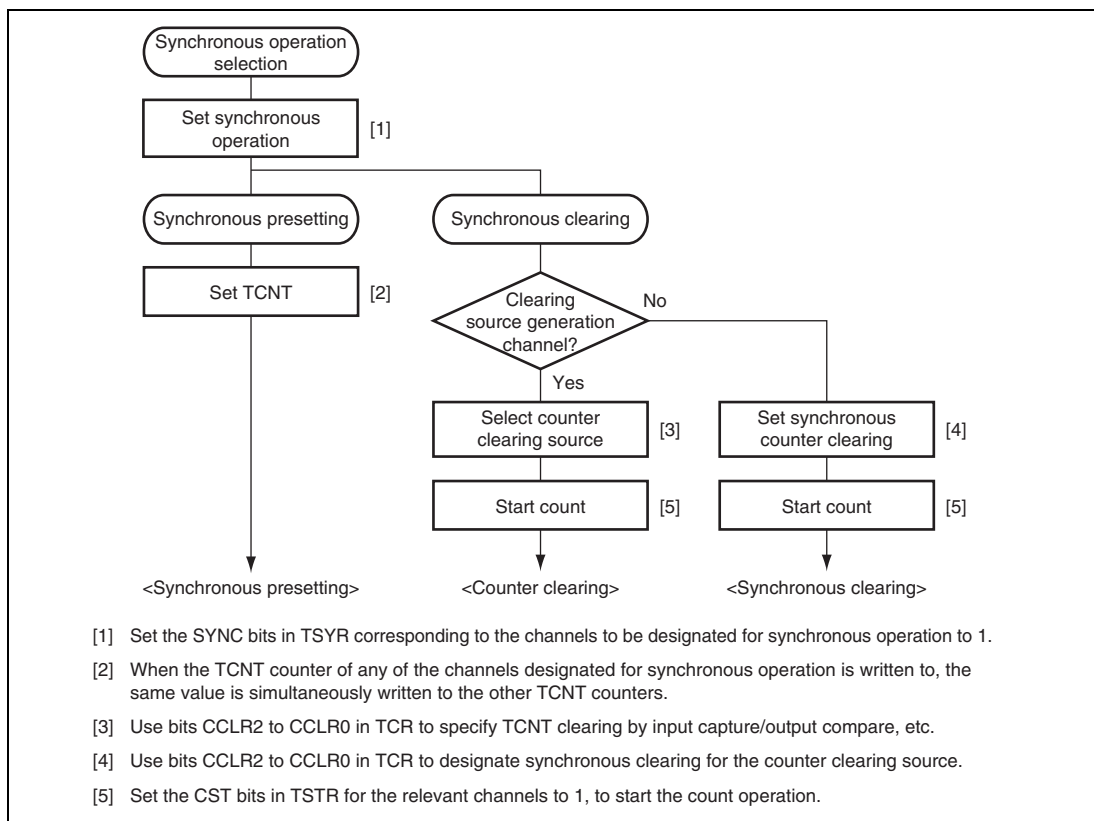 Synchronous operation
selection
Set synchronous
operation
[1]
Synchronous presetting
Synchronous clearing
Set TCNT
[2]
Clearing
source generation
channel?
No
Yes
Select counter
clearing source
[3]
Set synchronous
counter clearing
[4]
Start count
[5]
Start count
[5]
<Synchronous presetting>
<Counter clearing>
<Synchronous clearing>
[1] Set the SYNC bits in TSYR corresponding to the channels to be designated for synchronous operation to 1.
[2] When the TCNT counter of any of the channels designated for synchronous operation is written to, the
same value is simultaneously written to the other TCNT counters.
[3] Use bits CCLR2 to CCLR0 in TCR to specify TCNT clearing by input capture/output compare, etc.
[4] Use bits CCLR2 to CCLR0 in TCR to designate synchronous clearing for the counter clearing source.
[5] Set the CST bits in TSTR for the relevant channels to 1, to start the count operation.